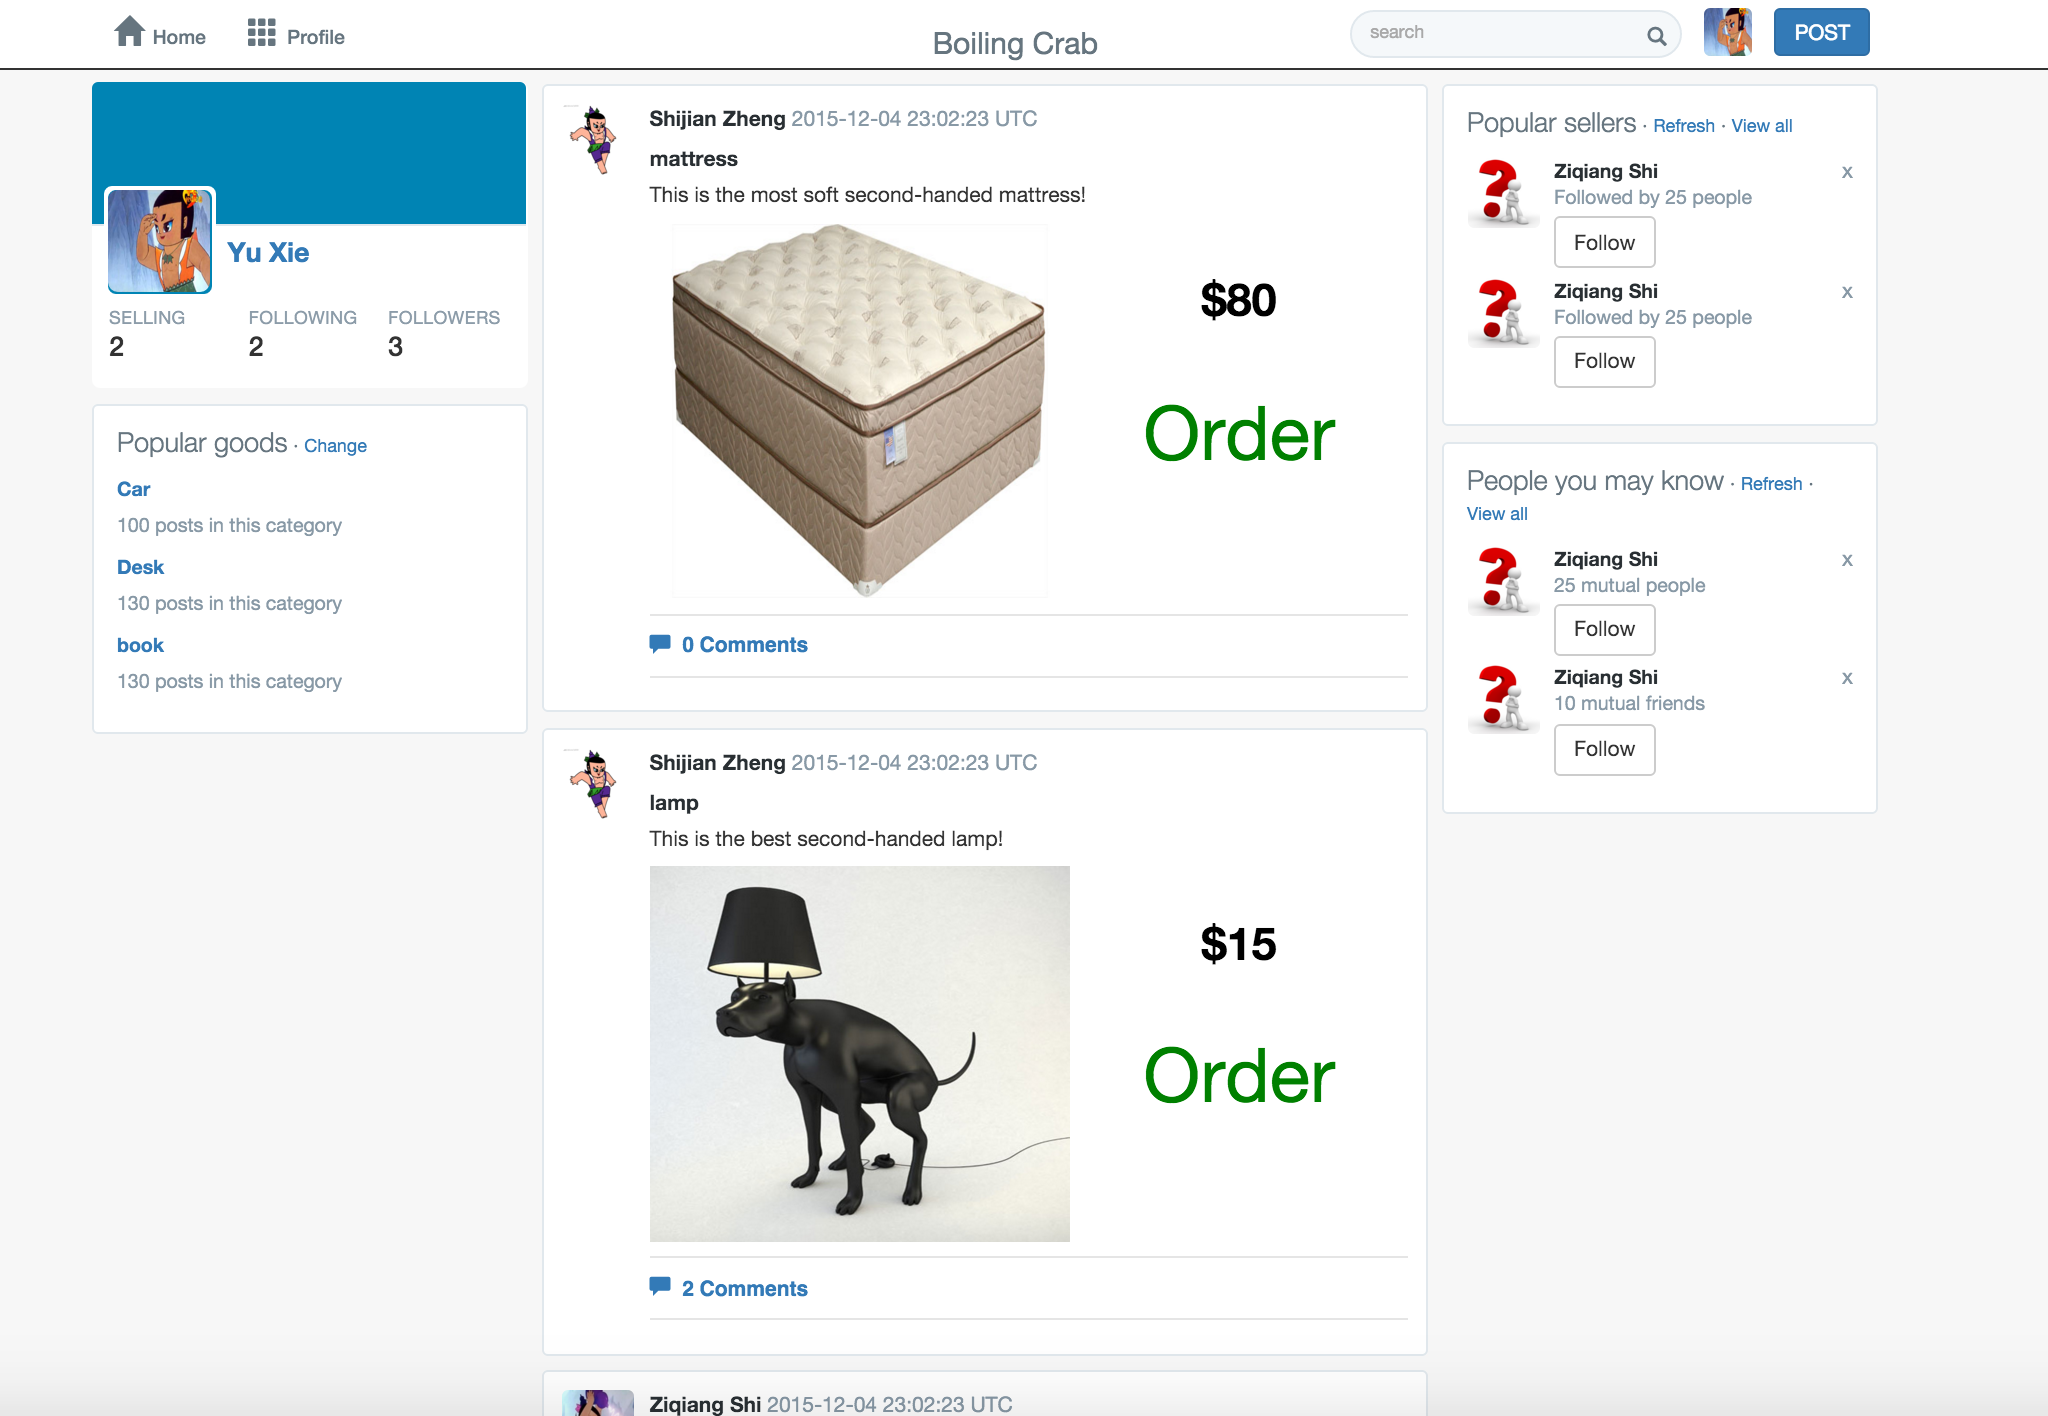 Home
Profile
Boiling Crab
search
POST
Yu Xie
SELLING
2
FOLLOWING
2
FOLLOWERS
3
Popular goods · Change
Car
100 posts in this category
Desk
130 posts in this category
book
130 posts in this category
Shijian Zheng 2015-12-04 23:02:23 UTC
mattress
This is the most soft second-handed mattress!
$80
Order
0 Comments
Shijian Zheng 2015-12-04 23:02:23 UTC
lamp
This is the best second-handed lamp!
$15
Order
2 Comments
Ziqiang Shi 2015-12-04 23:02:23 UTC
Popular sellers · Refresh · View all
Ziqiang Shi x
Followed by 25 people
Follow
Ziqiang Shi x
Followed by 25 people
Follow
People you may know · Refresh ·
View all
Ziqiang Shi x
25 mutual people
Follow
Ziqiang Shi x
10 mutual friends
Follow